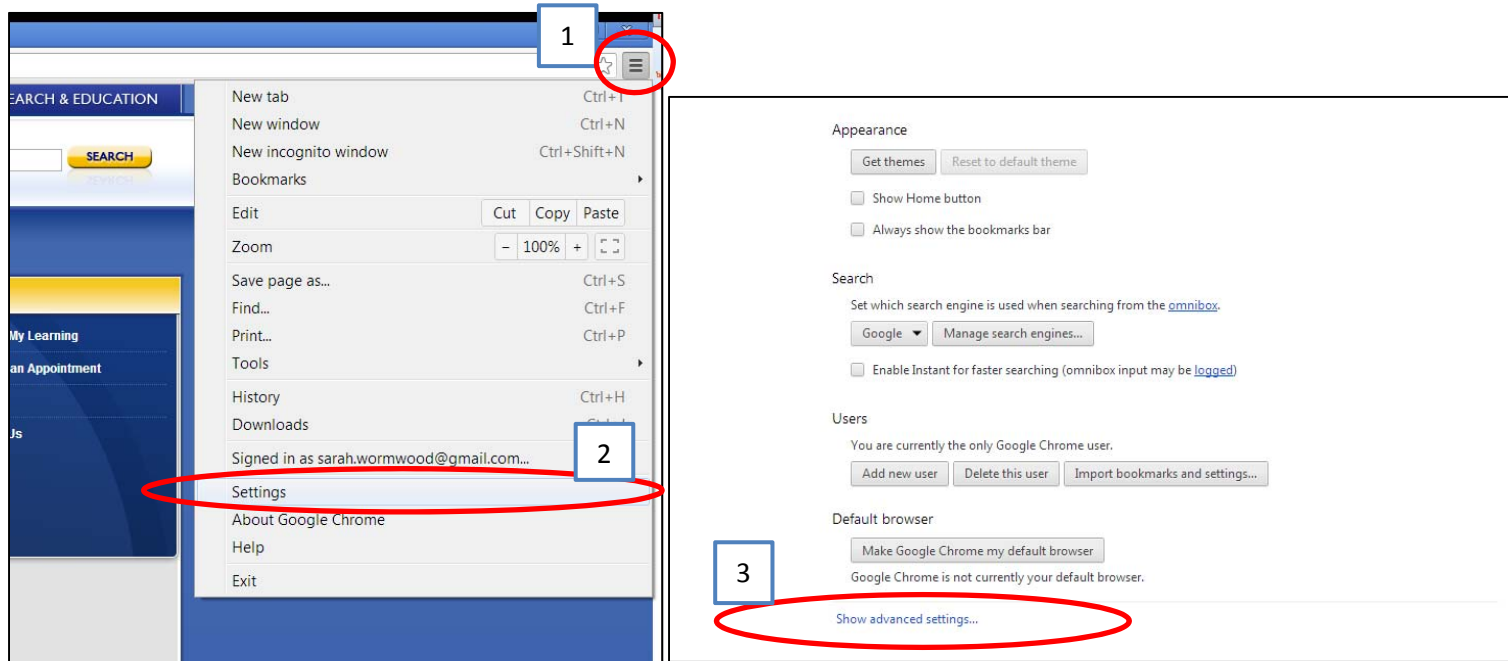 1
EARCH & EDUCATION
SEARCH
My Learning
an Appointment
Us
New tab Ctrl+T
New window Ctrl+N
New incognito window Ctrl+Shift+N
Bookmarks
Edit Cut Copy Paste
Zoom - 100% +
Save page as... Ctrl+S
Find... Ctrl+F
Print... Ctrl+P
Tools
History Ctrl+H
Downloads
Signed in as sarah.wormwood@gmail.com...
2
Settings
About Google Chrome
Help
Exit
Appearance
Get themes Reset to default theme
Show Home button
Always show the bookmarks bar
Search
Set which search engine is used when searching from the omnibox.
Google Manage search engines...
Enable Instant for faster searching (omnibox input may be logged)
Users
You are currently the only Google Chrome user.
Add new user Delete this user Import bookmarks and settings...
Default browser
Make Google Chrome my default browser
Google Chrome is not currently your default browser.
3
Show advanced settings...